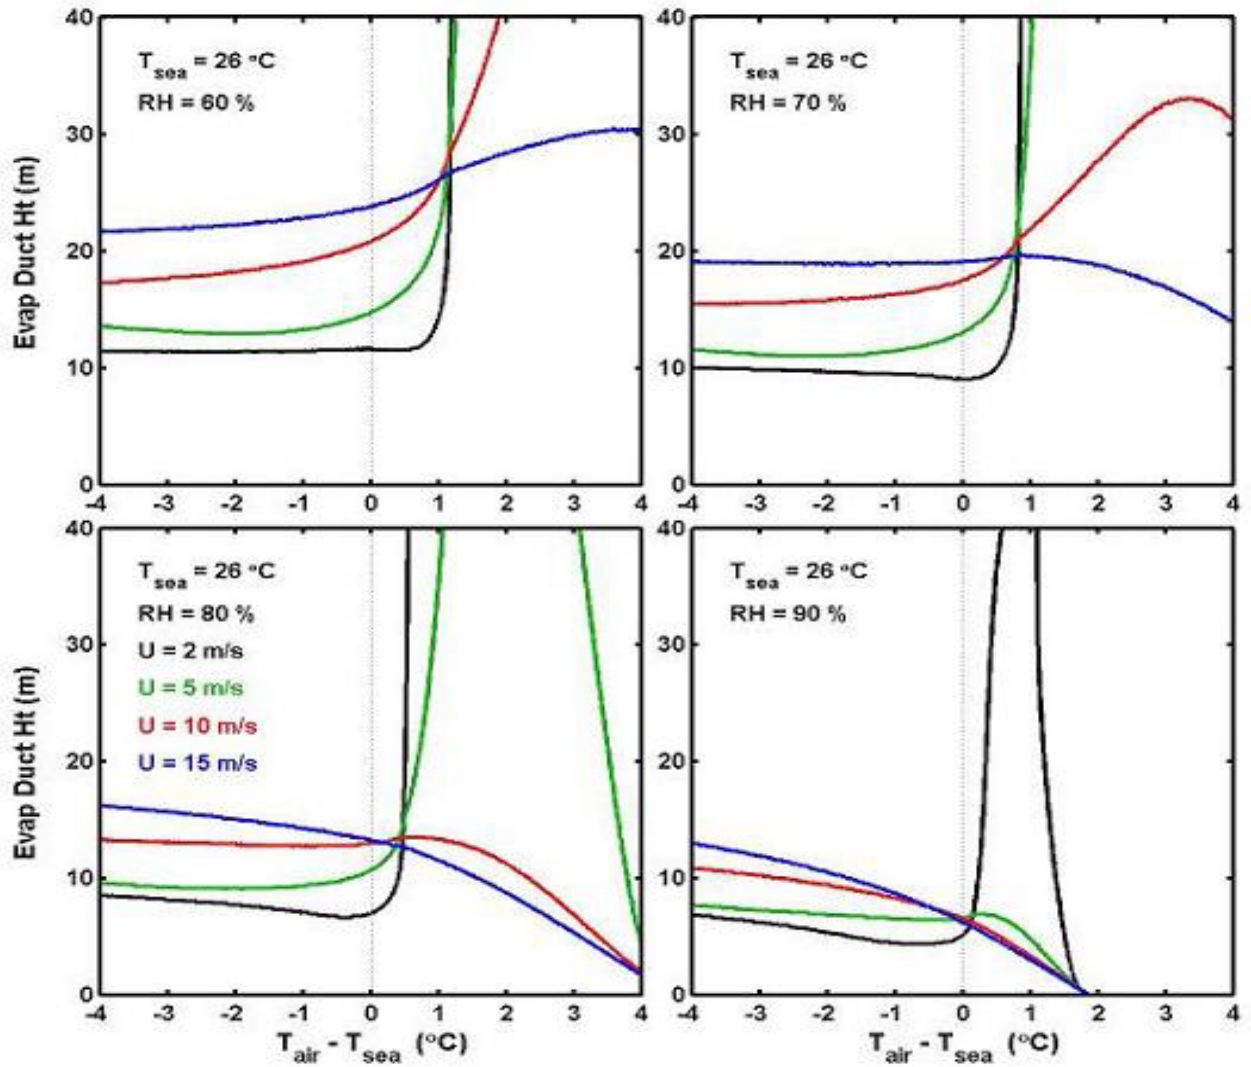 40
30
20
10
0
Evap Duct Ht (m)
T_sea = 26 °C
RH = 60 %
-4 -3 -2 -1 0 1 2 3 4
40
30
20
10
0
T_sea = 26 °C
RH = 70 %
-4 -3 -2 -1 0 1 2 3 4
40
30
20
10
0
Evap Duct Ht (m)
T_sea = 26 °C
RH = 80 %
U = 2 m/s
U = 5 m/s
U = 10 m/s
U = 15 m/s
-4 -3 -2 -1 0 1 2 3 4
T_air - T_sea (°C)
40
30
20
10
0
T_sea = 26 °C
RH = 90 %
-4 -3 -2 -1 0 1 2 3 4
T_air - T_sea (°C)